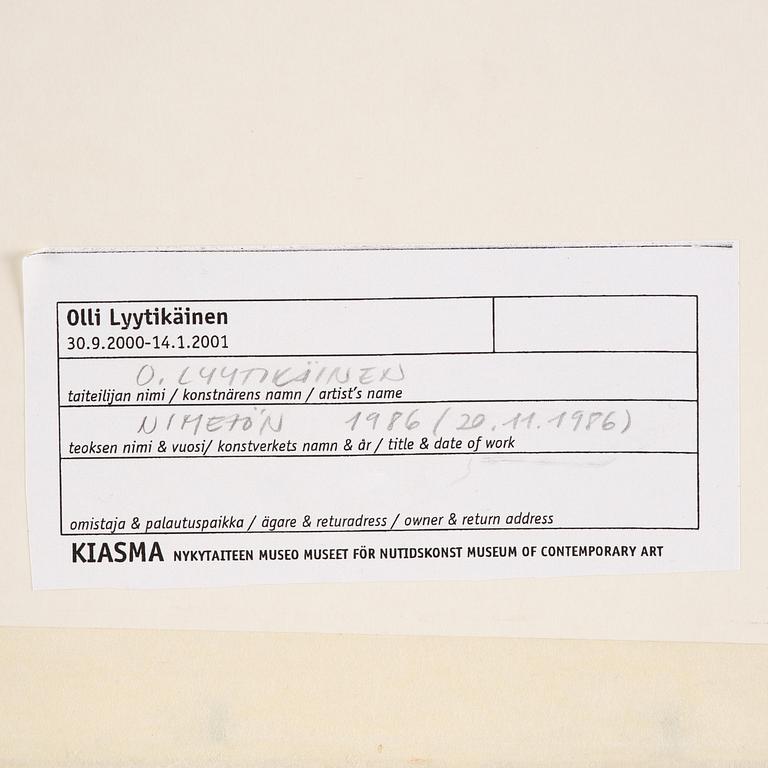 Olli Lyytikäinen
30.9.2000-14.1.2001
O. LYYTIKÄINEN
taiteilijan nimi / konstnärens namn / artist's name
NIMETÖN 1986 (20.11.1986)
teoksen nimi & vuosi/ konstverkets namn & år / title & date of work
omistaja & palautuspaikka / ägare & returadress / owner & return address
KIASMA NYKYTAITEEN MUSEO MUSEET FÖR NUTIDSKONST MUSEUM OF CONTEMPORARY ART